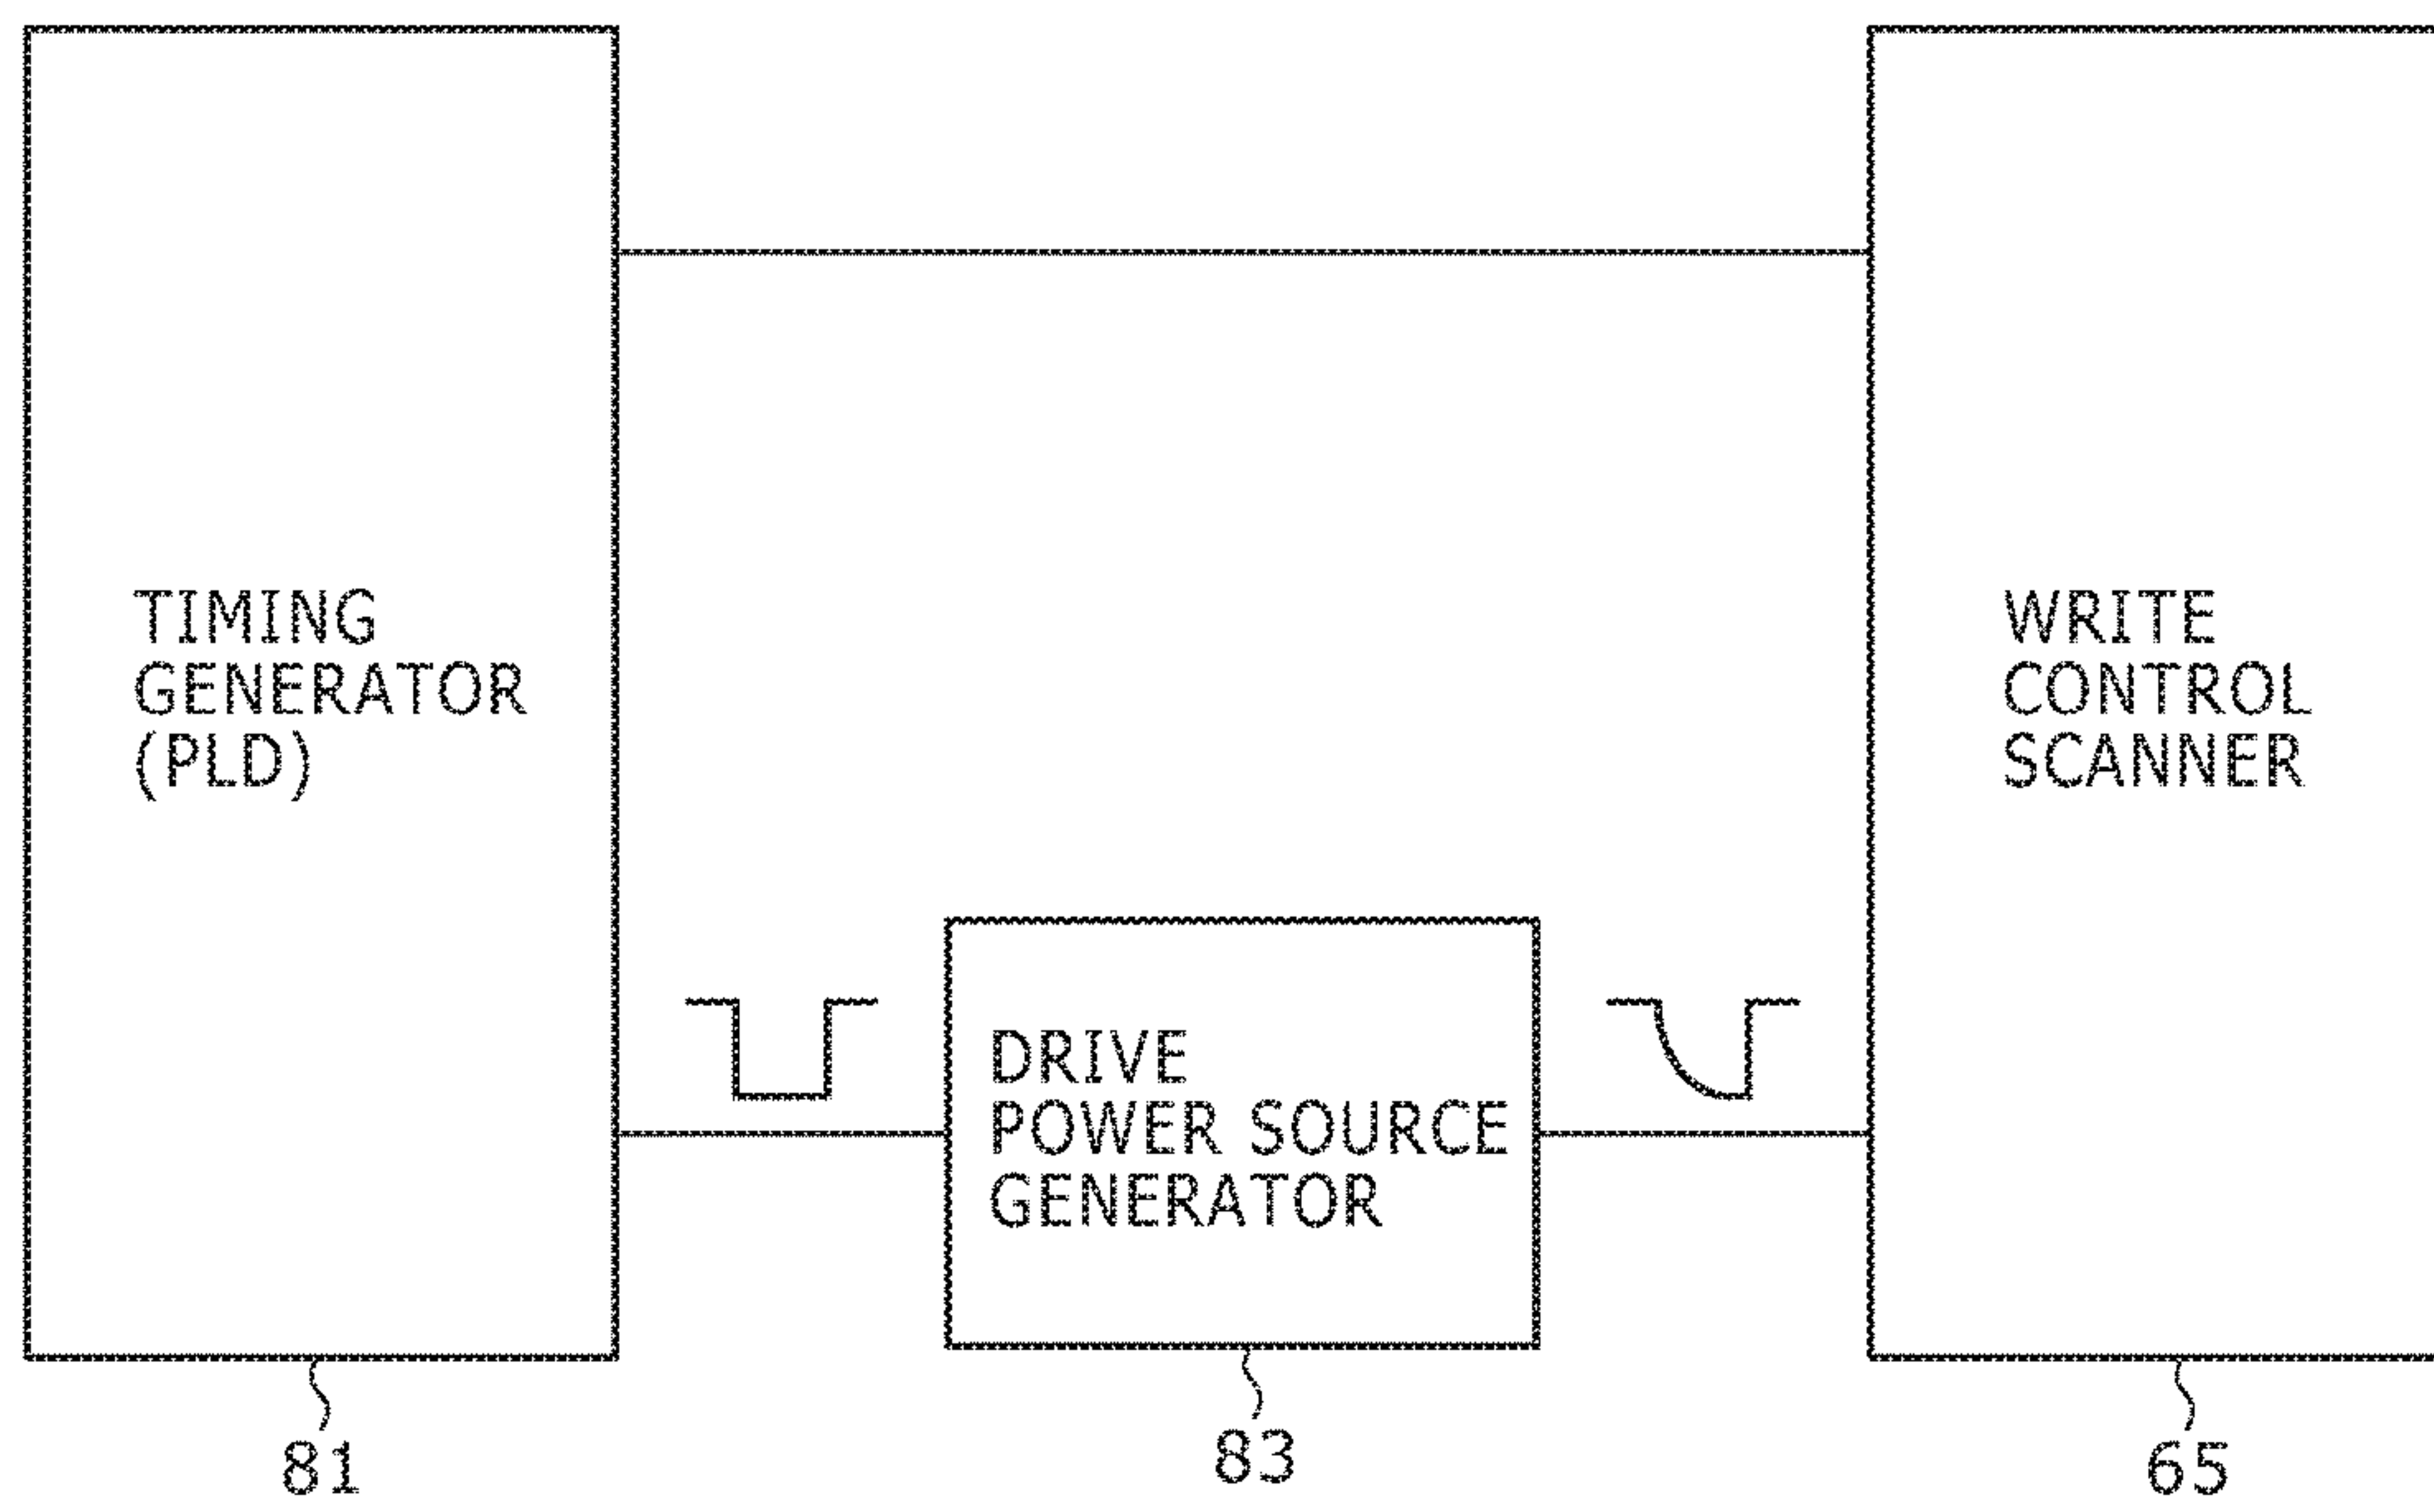 TIMING
GENERATOR
(PLD)
WRITE
CONTROL
SCANNER
DRIVE
POWER SOURCE
GENERATOR
81
83
65